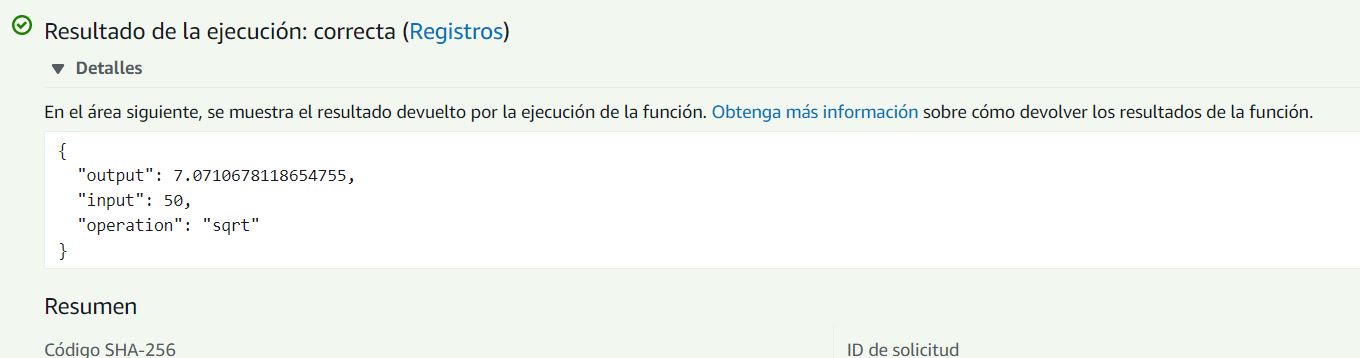 Resultado de la ejecución: correcta (Registros)
Detalles
En el área siguiente, se muestra el resultado devuelto por la ejecución de la función. Obtenga más información sobre cómo devolver los resultados de la función.
{
"output": 7.0710678118654755,
"input": 50,
"operation": "sqrt"
}
Resumen
Código SHA-256
ID de solicitud